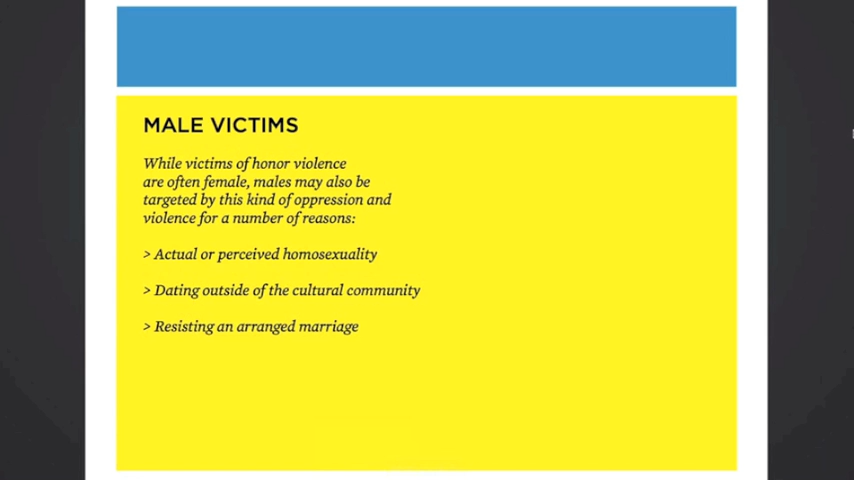 MALE VICTIMS
While victims of honor violence
are often female, males may also be
targeted by this kind of oppression and
violence for a number of reasons:
> Actual or perceived homosexuality
> Dating outside of the cultural community
> Resisting an arranged marriage